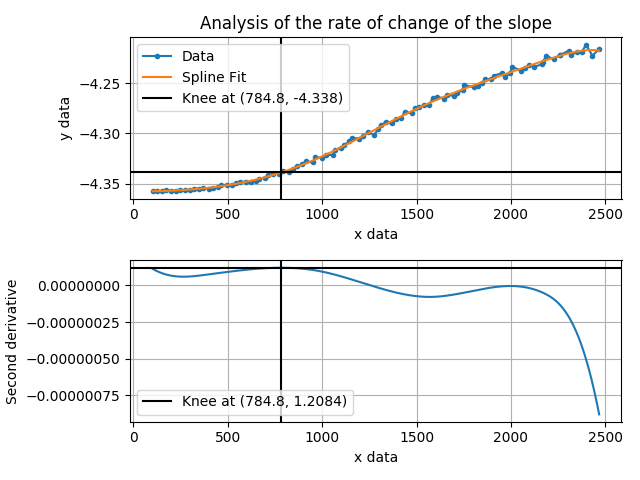 Analysis of the rate of change of the slope
Data
Spline Fit
Knee at (784.8, -4.338)
y data
−4.25
−4.30
−4.35
0 500 1000 1500 2000 2500
x data
Second derivative
0.00000000
−0.00000025
−0.00000050
−0.00000075
Knee at (784.8, 1.2084)
0 500 1000 1500 2000 2500
x data